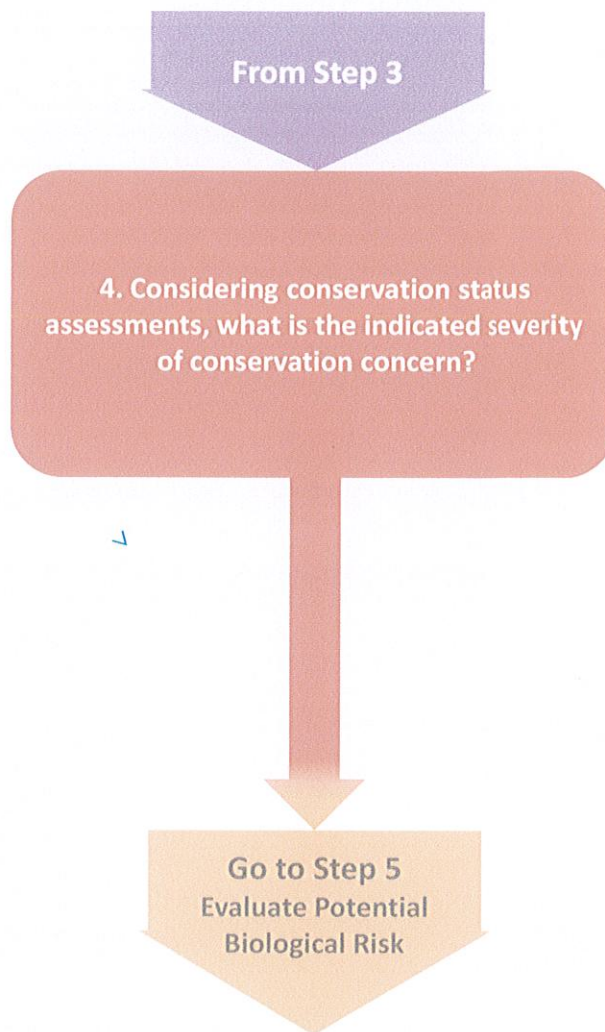 From Step 3
4. Considering conservation status
assessments, what is the indicated severity
of conservation concern?
Go to Step 5
Evaluate Potential
Biological Risk